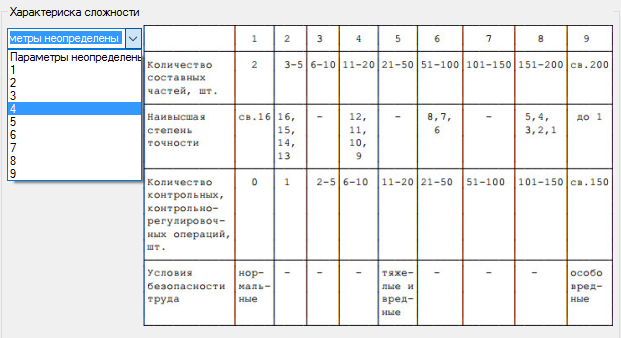 Характериска сложности
метры неопределены
Параметры неопределены
1
2
3
4
5
6
7
8
9
1 2 3 4 5 6 7 8 9
Количество 2 3-5 6-10 11-20 21-50 51-100 101-150 151-200 св.200
составных
частей, шт.
Наивысшая св.16 16, - 12, - 8,7, - 5,4, до 1
степень 15, 11, 6 3,2,1
точности 14, 10,
13 9
Количество 0 1 2-5 6-10 11-20 21-50 51-100 101-150 св.150
контрольных,
контрольно-
регулировоч-
ных операций,
шт.
Условия нор- - - - тяже- - - - особо
безопасности маль- лые и вред-
труда ные вред- ные
ные